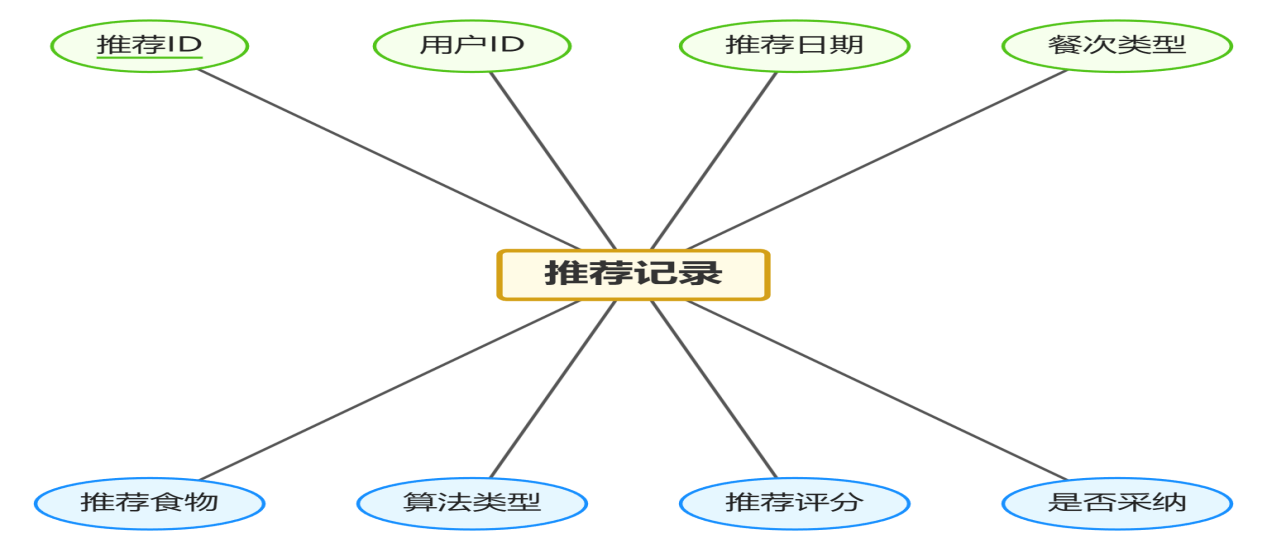 推荐ID
用户ID
推荐日期
餐次类型
推荐记录
推荐食物
算法类型
推荐评分
是否采纳